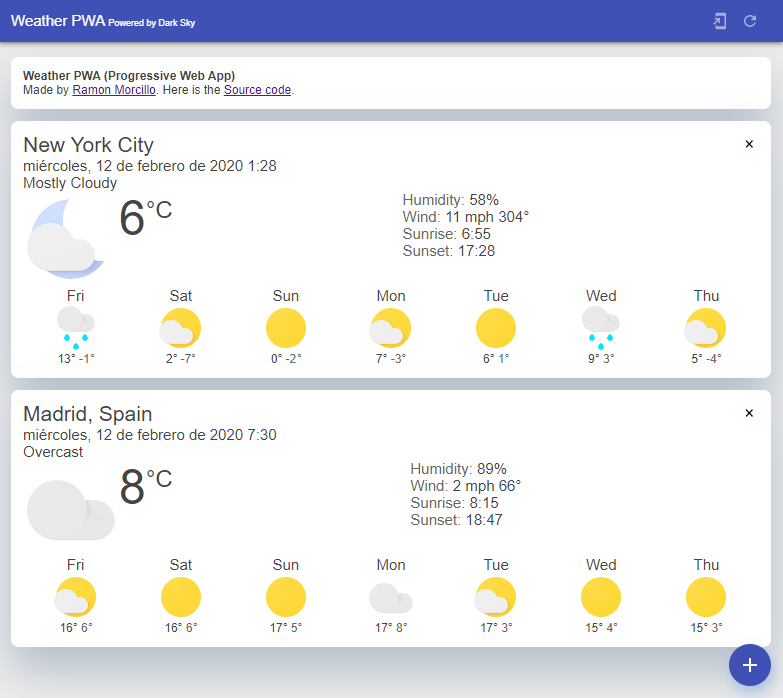 Weather PWA Powered by Dark Sky
Weather PWA (Progressive Web App)
Made by Ramon Morcillo. Here is the Source code.
New York City
miércoles, 12 de febrero de 2020 1:28
Mostly Cloudy
6°C
Humidity: 58%
Wind: 11 mph 304°
Sunrise: 6:55
Sunset: 17:28
Fri Sat Sun Mon Tue Wed Thu
13° -1° 2° -7° 0° -2° 7° -3° 6° 1° 9° 3° 5° -4°
Madrid, Spain
miércoles, 12 de febrero de 2020 7:30
Overcast
8°C
Humidity: 89%
Wind: 2 mph 66°
Sunrise: 8:15
Sunset: 18:47
Fri Sat Sun Mon Tue Wed Thu
16° 6° 16° 6° 17° 5° 17° 8° 17° 3° 15° 4° 15° 3°